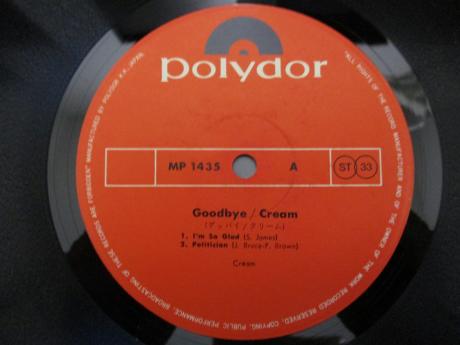 polydor
MP 1435 A ST 33
Goodbye / Cream
(グッバイ/クリーム)
1. I'm So Glad (S. James)
2. Politician (J. Bruce-P. Brown)
Cream
"ALL RIGHTS OF THE RECORD MANUFACTURER AND OF THE OWNER OF THE WORK RECORDED RESERVED. COPYING, PUBLIC PERFORMANCE, BROADCASTING OF THESE RECORDS ARE FORBIDDEN" MANUFACTURED BY POLYDOR K.K., JAPAN.